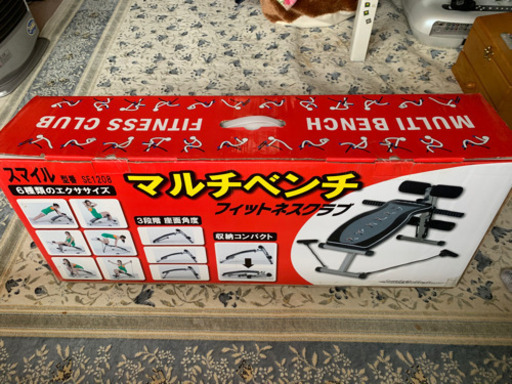 MULTI BENCH
FITNESS CLUB
スマイル 型番 SE1208
6種類のエクササイズ
マルチベンチ
フィットネスクラブ
3段階 座面角度
収納コンパクト